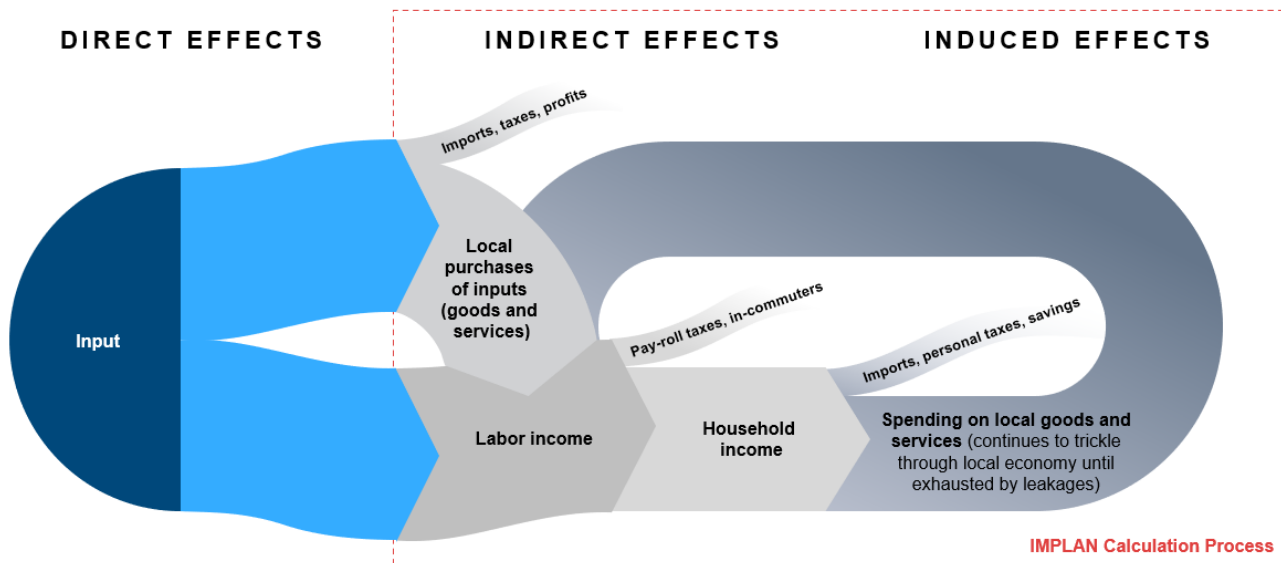 DIRECT EFFECTS
INDIRECT EFFECTS
INDUCED EFFECTS
Imports, taxes, profits
Local
purchases
of inputs
(goods and
services)
Input
Pay-roll taxes, in-commuters
Imports, personal taxes, savings
Labor income
Household
income
Spending on local goods and
services (continues to trickle
through local economy until
exhausted by leakages)
IMPLAN Calculation Process